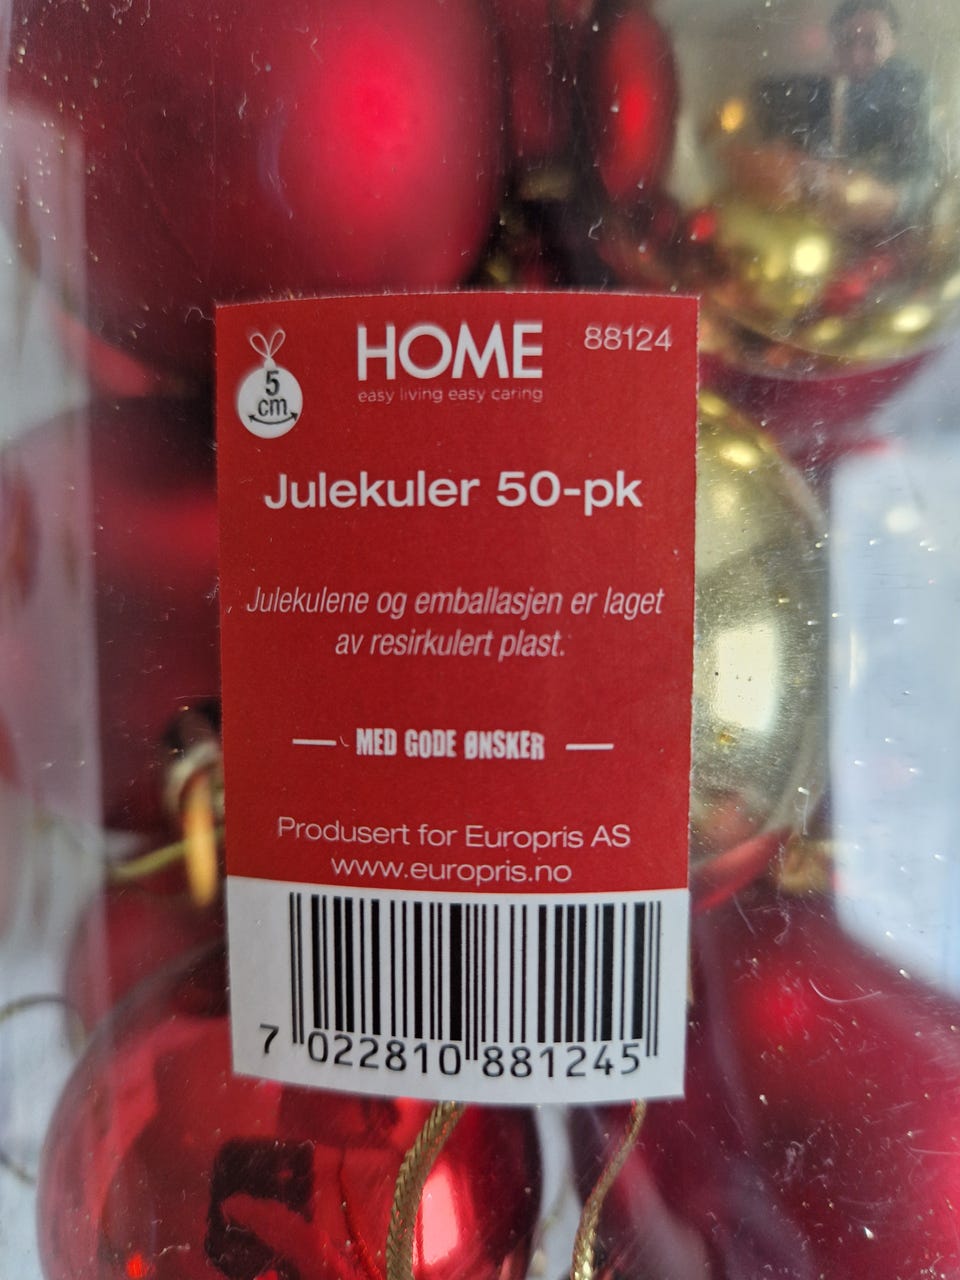 5
cm
HOME
88124
easy living easy caring
Julekuler 50-pk
Julekulene og emballasjen er laget
av resirkulert plast.
MED GODE ØNSKER
Produsert for Europris AS
www.europris.no
7 022810 881245